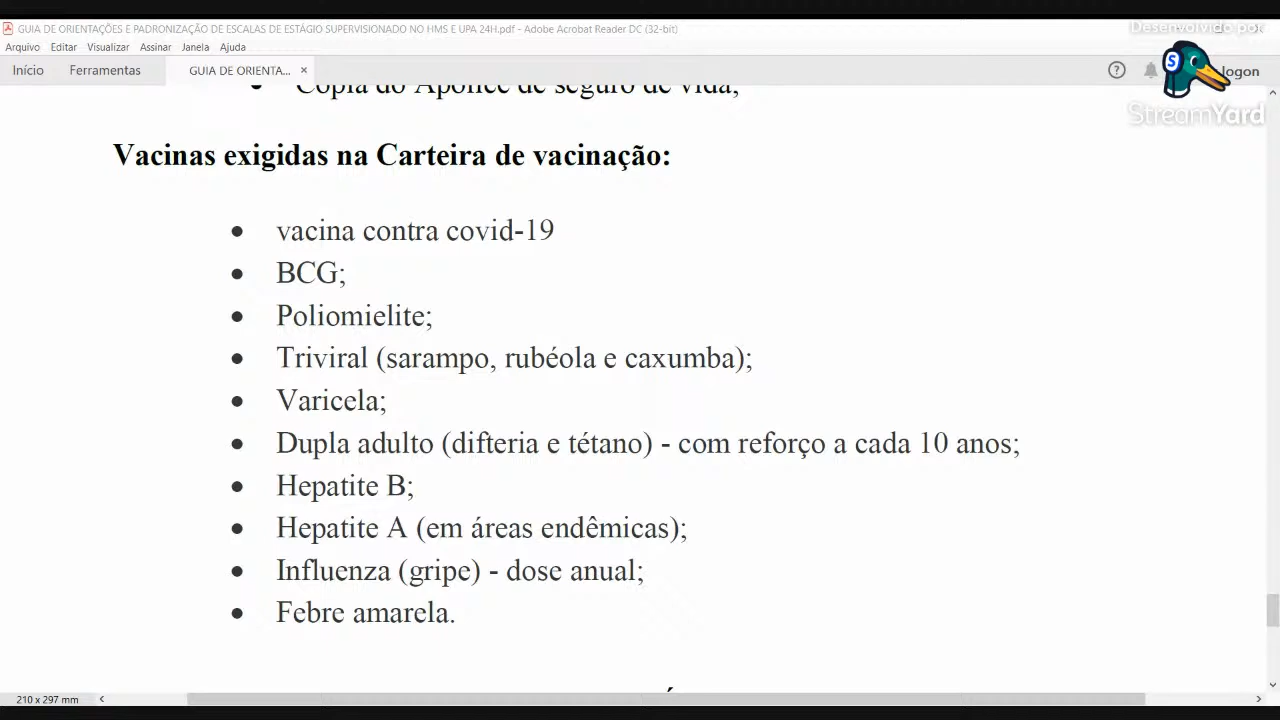 GUIA DE ORIENTAÇÕES E PADRONIZAÇÃO DE ESCALAS DE ESTÁGIO SUPERVISIONADO NO HMS E UPA 24H.pdf - Adobe Acrobat Reader DC (32-bit)
Desenvolvido por
Arquivo Editar Visualizar Assinar Janela Ajuda
Início Ferramentas GUIA DE ORIENTA... × ? logon
StreamYard
• Cópia do Apólice de seguro de vida;
Vacinas exigidas na Carteira de vacinação:
• vacina contra covid-19
• BCG;
• Poliomielite;
• Triviral (sarampo, rubéola e caxumba);
• Varicela;
• Dupla adulto (difteria e tétano) - com reforço a cada 10 anos;
• Hepatite B;
• Hepatite A (em áreas endêmicas);
• Influenza (gripe) - dose anual;
• Febre amarela.
210 x 297 mm